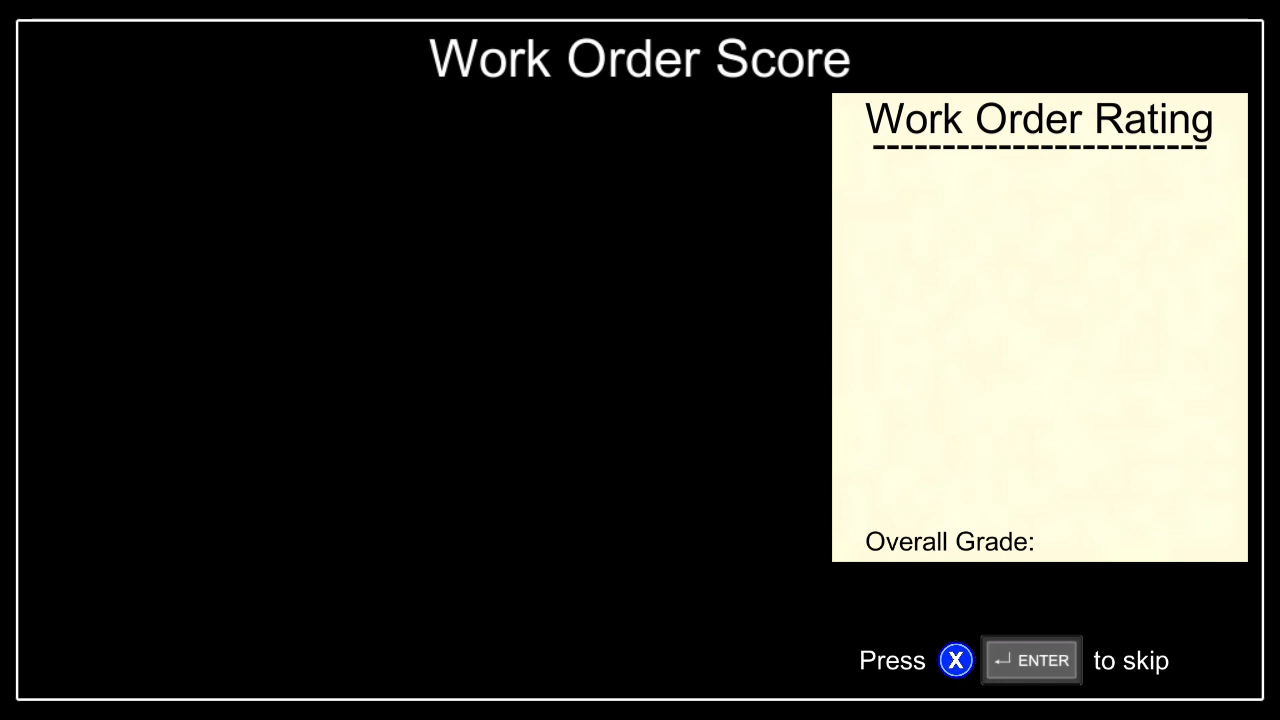 Work Order Score
Work Order Rating
------------------------
Overall Grade:
Press X ENTER to skip